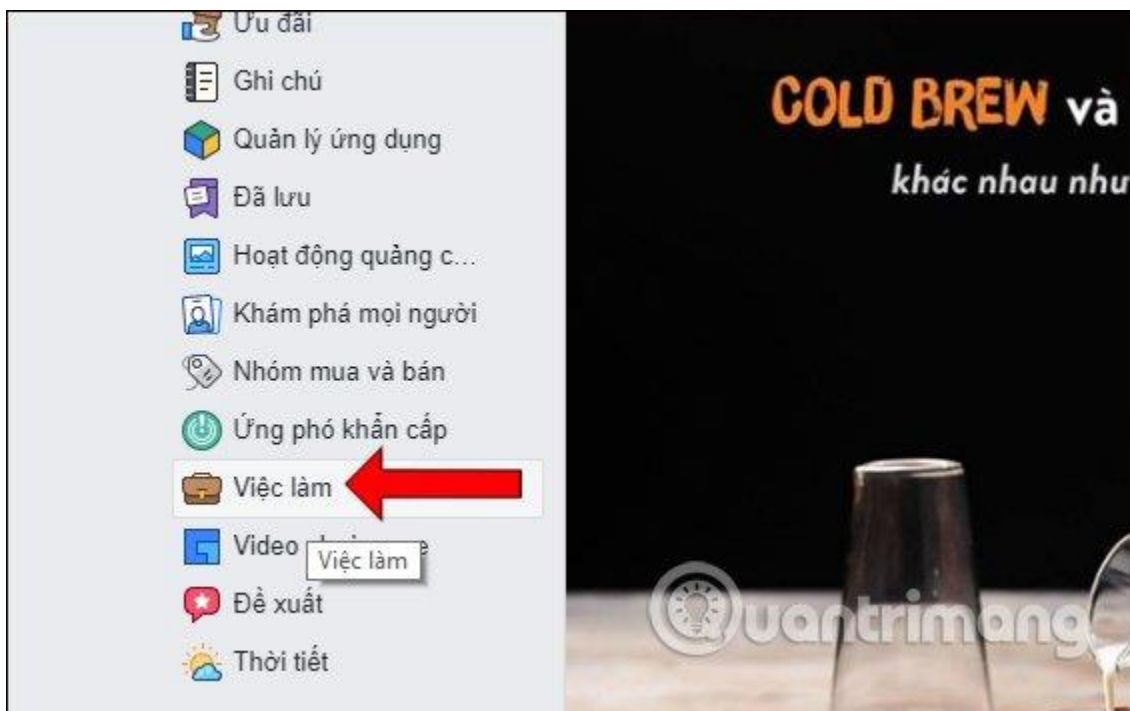 Ưu đãi
Ghi chú
Quản lý ứng dụng
Đã lưu
Hoạt động quảng c...
Khám phá mọi người
Nhóm mua và bán
Ứng phó khẩn cấp
Việc làm
Video
Việc làm
Đề xuất
Thời tiết
COLD BREW và
khác nhau như
Quantrimang